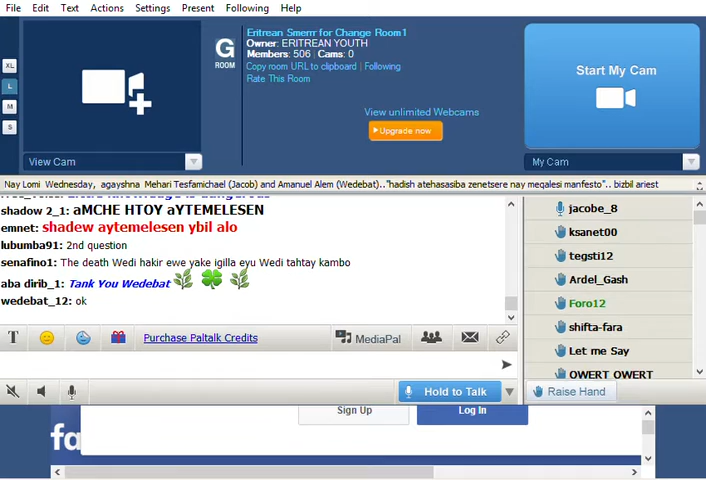 File Edit Text Actions Settings Present Following Help
XL
L
M
S
View Cam
G
ROOM
Eritrean Smerrr for Change Room1
Owner: ERITREAN YOUTH
Members: 506 Cams: 0
Copy room URL to clipboard | Following
Rate This Room
View unlimited Webcams
Upgrade now
Start My Cam
My Cam
Nay Lomi Wednesday, agayshna Mehari Tesfamichael (Jacob) and Amanuel Alem (Wedebat).."hadish atehasasiba zenetsere nay meqalesi manfesto".. bizbil ariest
shadow 2_1: aMCHE HTOY aYTEMELESEN
emnet: shadew aytemelesen ybil alo
lubumba91: 2nd question
senafino1: The death Wedi hakir ewe yake igilla eyu Wedi tahtay kambo
aba dirib_1: Tank You Wedebat
wedebat_12: ok
jacobe_8
ksanet00
tegsti12
Ardel_Gash
Foro12
shifta-fara
Let me Say
OWERT OWERT
T Purchase Paltalk Credits MediaPal
Hold to Talk
Raise Hand
Sign Up Log In
fa